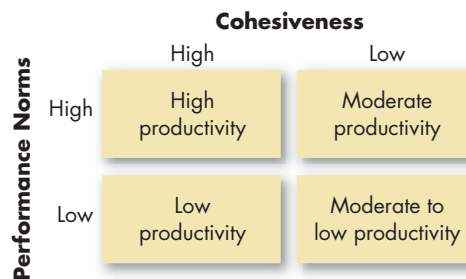 Cohesiveness
High Low
Performance Norms
High
High
productivity
Moderate
productivity
Low
Low
productivity
Moderate to
low productivity